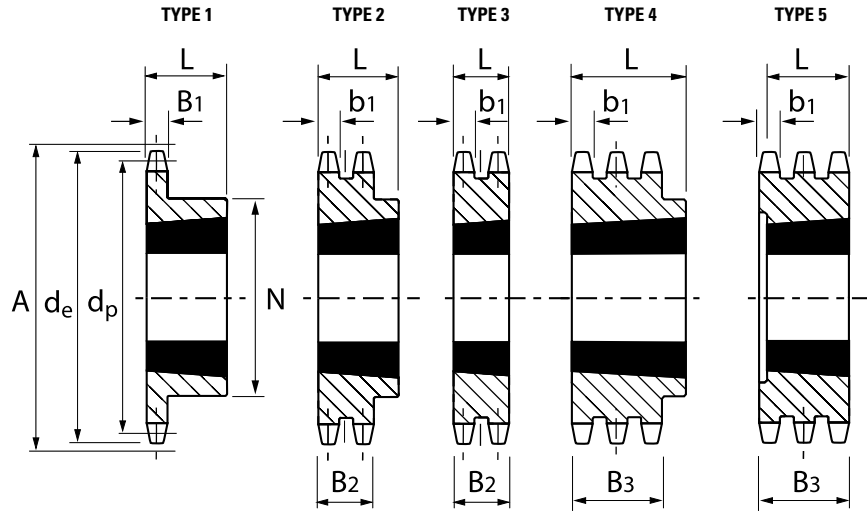 TYPE 1 TYPE 2 TYPE 3 TYPE 4 TYPE 5
L L L L L
B1 b1 b1 b1 b1
A de dp N
B2 B2 B3 B3